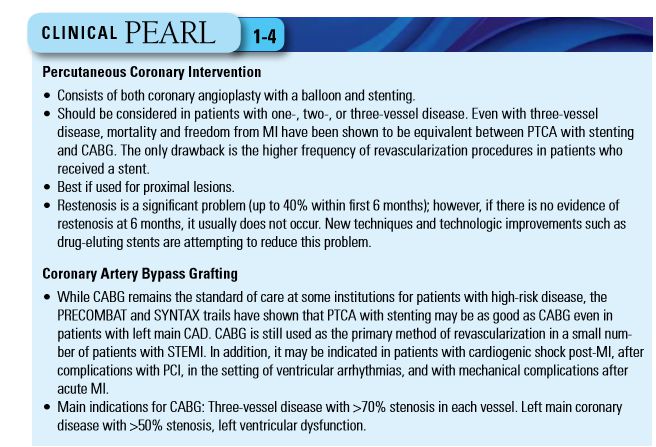 CLINICAL PEARL 1-4
Percutaneous Coronary Intervention
• Consists of both coronary angioplasty with a balloon and stenting.
• Should be considered in patients with one-, two-, or three-vessel disease. Even with three-vessel
disease, mortality and freedom from MI have been shown to be equivalent between PTCA with stenting
and CABG. The only drawback is the higher frequency of revascularization procedures in patients who
received a stent.
• Best if used for proximal lesions.
• Restenosis is a significant problem (up to 40% within first 6 months); however, if there is no evidence of
restenosis at 6 months, it usually does not occur. New techniques and technologic improvements such as
drug-eluting stents are attempting to reduce this problem.
Coronary Artery Bypass Grafting
• While CABG remains the standard of care at some institutions for patients with high-risk disease, the
PRECOMBAT and SYNTAX trails have shown that PTCA with stenting may be as good as CABG even in
patients with left main CAD. CABG is still used as the primary method of revascularization in a small num-
ber of patients with STEMI. In addition, it may be indicated in patients with cardiogenic shock post-MI, after
complications with PCI, in the setting of ventricular arrhythmias, and with mechanical complications after
acute MI.
• Main indications for CABG: Three-vessel disease with >70% stenosis in each vessel. Left main coronary
disease with >50% stenosis, left ventricular dysfunction.